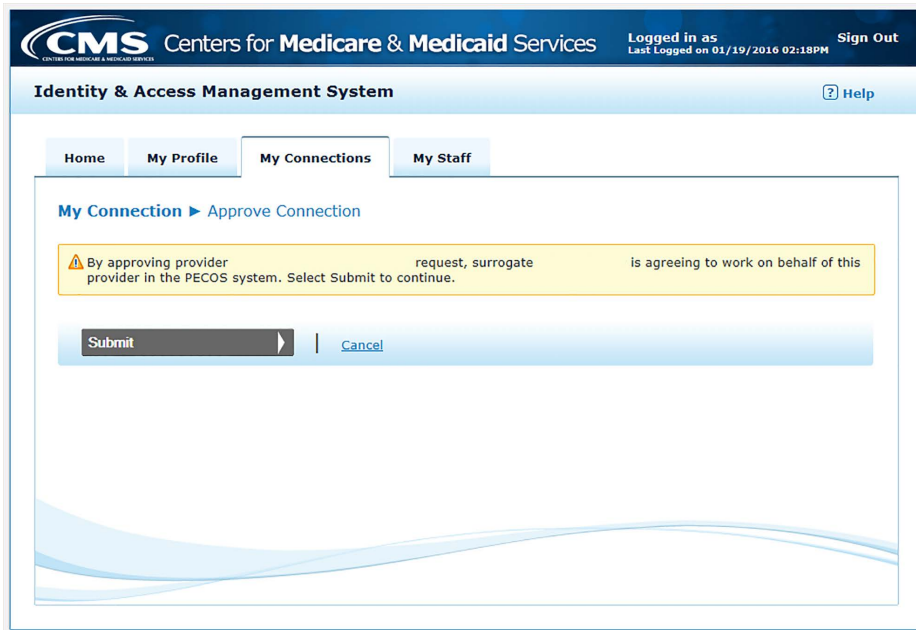 CMS Centers for Medicare & Medicaid Services
CENTERS FOR MEDICARE & MEDICAID SERVICES
Logged in as
Last Logged on 01/19/2016 02:18PM
Sign Out
Identity & Access Management System
? Help
Home My Profile My Connections My Staff
My Connection ► Approve Connection
By approving provider request, surrogate is agreeing to work on behalf of this
provider in the PECOS system. Select Submit to continue.
Submit | Cancel